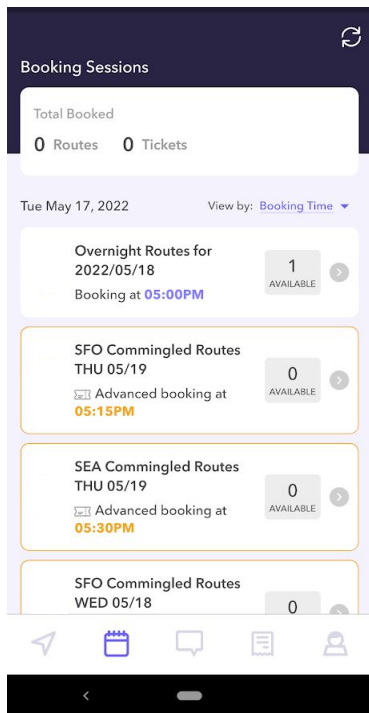 Booking Sessions
Total Booked
0 Routes 0 Tickets
Tue May 17, 2022 View by: Booking Time
Overnight Routes for
2022/05/18
Booking at 05:00PM
1
AVAILABLE
SFO Commingled Routes
THU 05/19
Advanced booking at
05:15PM
0
AVAILABLE
SEA Commingled Routes
THU 05/19
Advanced booking at
05:30PM
0
AVAILABLE
SFO Commingled Routes
WED 05/18
0